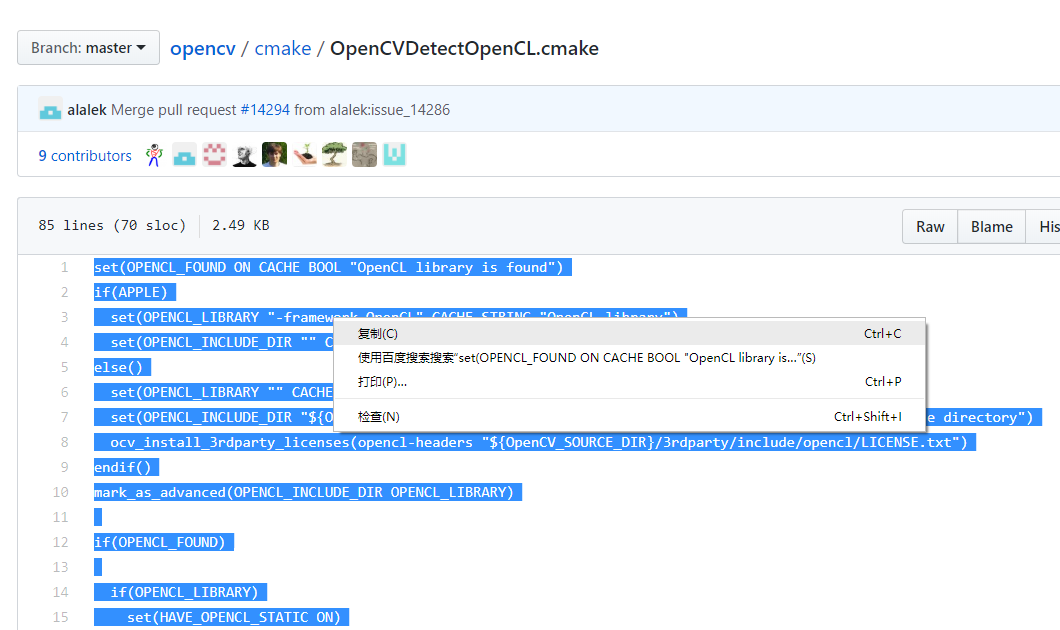 Branch: master opencv / cmake / OpenCVDetectOpenCL.cmake
alalek Merge pull request #14294 from alalek:issue_14286
9 contributors
85 lines (70 sloc) 2.49 KB Raw Blame His
1 set(OPENCL_FOUND ON CACHE BOOL "OpenCL library is found")
2 if(APPLE)
3 set(OPENCL_LIBRARY "-framework OpenCL" CACHE STRING "OpenCL library")
复制(C) Ctrl+C
4 set(OPENCL_INCLUDE_DIR "" C
使用百度搜索搜索“set(OPENCL_FOUND ON CACHE BOOL "OpenCL library is...”(S)
5 else()
打印(P)... Ctrl+P
6 set(OPENCL_LIBRARY "" CACHE
7 set(OPENCL_INCLUDE_DIR "${O e directory")
检查(N) Ctrl+Shift+I
8 ocv_install_3rdparty_licenses(opencl-headers "${OpenCV_SOURCE_DIR}/3rdparty/include/opencl/LICENSE.txt")
9 endif()
10 mark_as_advanced(OPENCL_INCLUDE_DIR OPENCL_LIBRARY)
11
12 if(OPENCL_FOUND)
13
14 if(OPENCL_LIBRARY)
15 set(HAVE_OPENCL_STATIC ON)